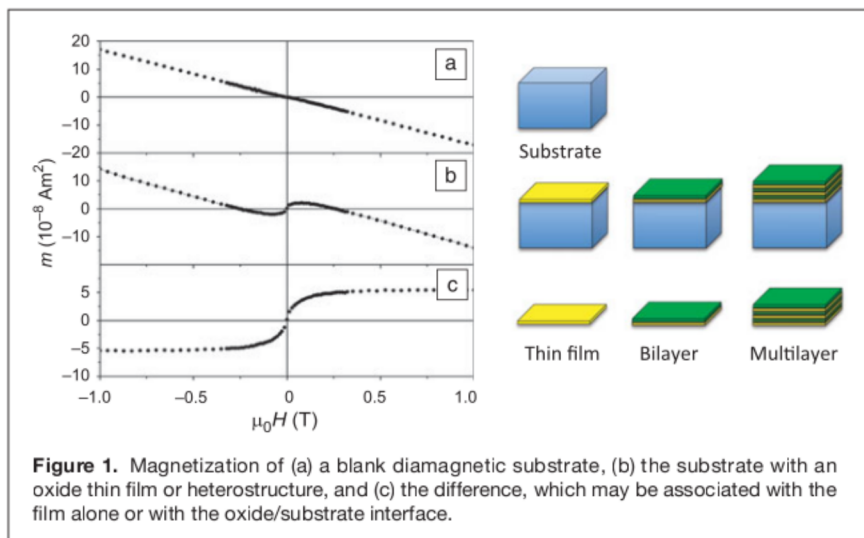 20
10
0
−10
−20
a
10
0
−10
b
5
0
−5
−10
c
−1.0 −0.5 0 0.5 1.0
m (10⁻⁸ Am²)
μ₀H (T)
Substrate
Thin film Bilayer Multilayer
Figure 1. Magnetization of (a) a blank diamagnetic substrate, (b) the substrate with an
oxide thin film or heterostructure, and (c) the difference, which may be associated with the
film alone or with the oxide/substrate interface.